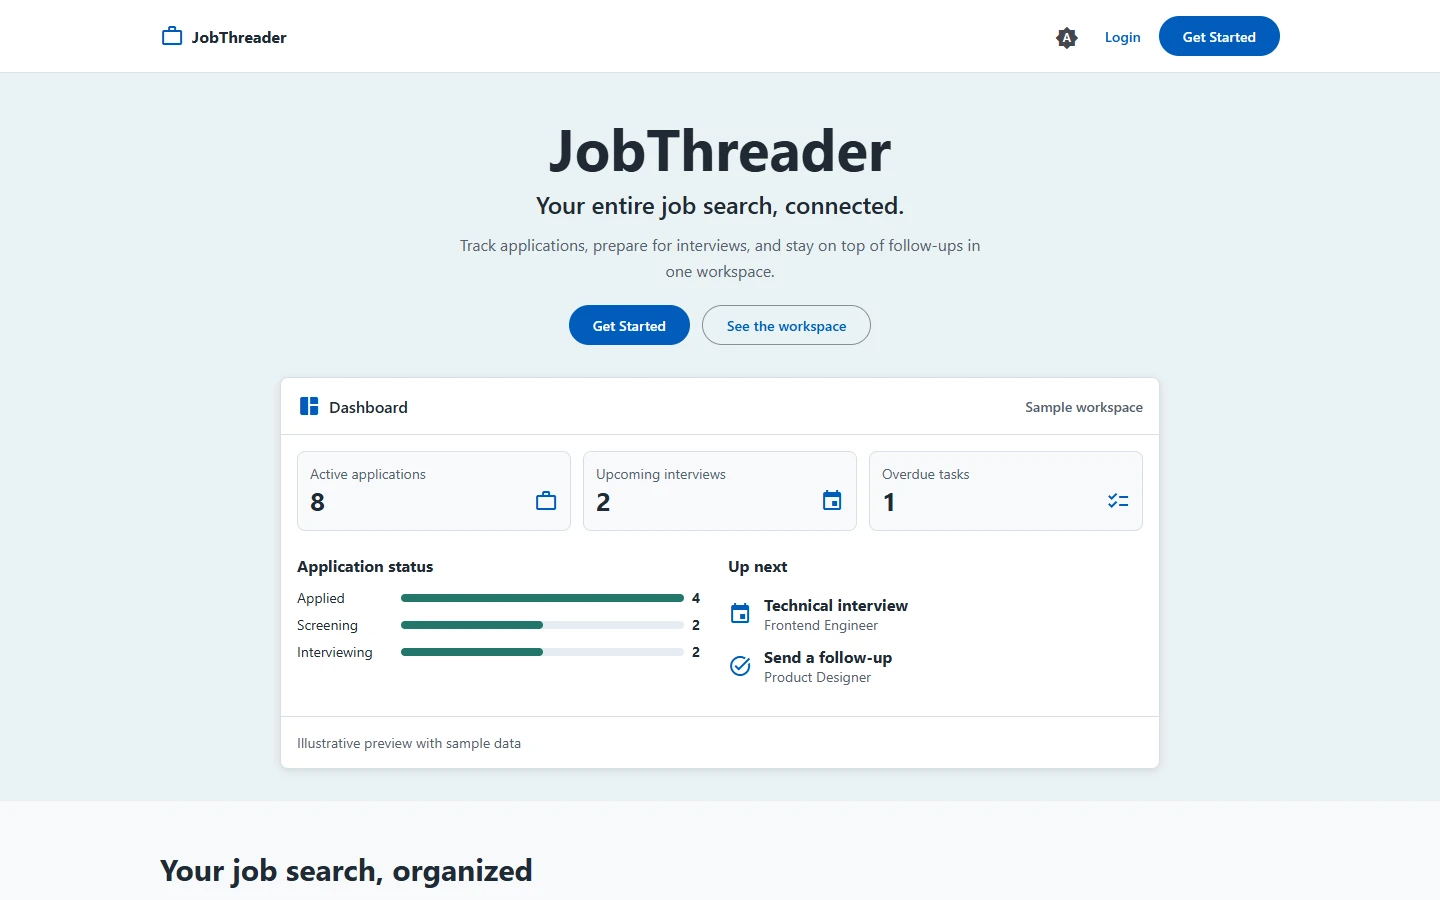 JobThreader
A
Login
Get Started
JobThreader
Your entire job search, connected.
Track applications, prepare for interviews, and stay on top of follow-ups in
one workspace.
Get Started
See the workspace
Dashboard
Sample workspace
Active applications
8
Upcoming interviews
2
Overdue tasks
1
Application status
Applied
4
Screening
2
Interviewing
2
Up next
Technical interview
Frontend Engineer
Send a follow-up
Product Designer
Illustrative preview with sample data
Your job search, organized